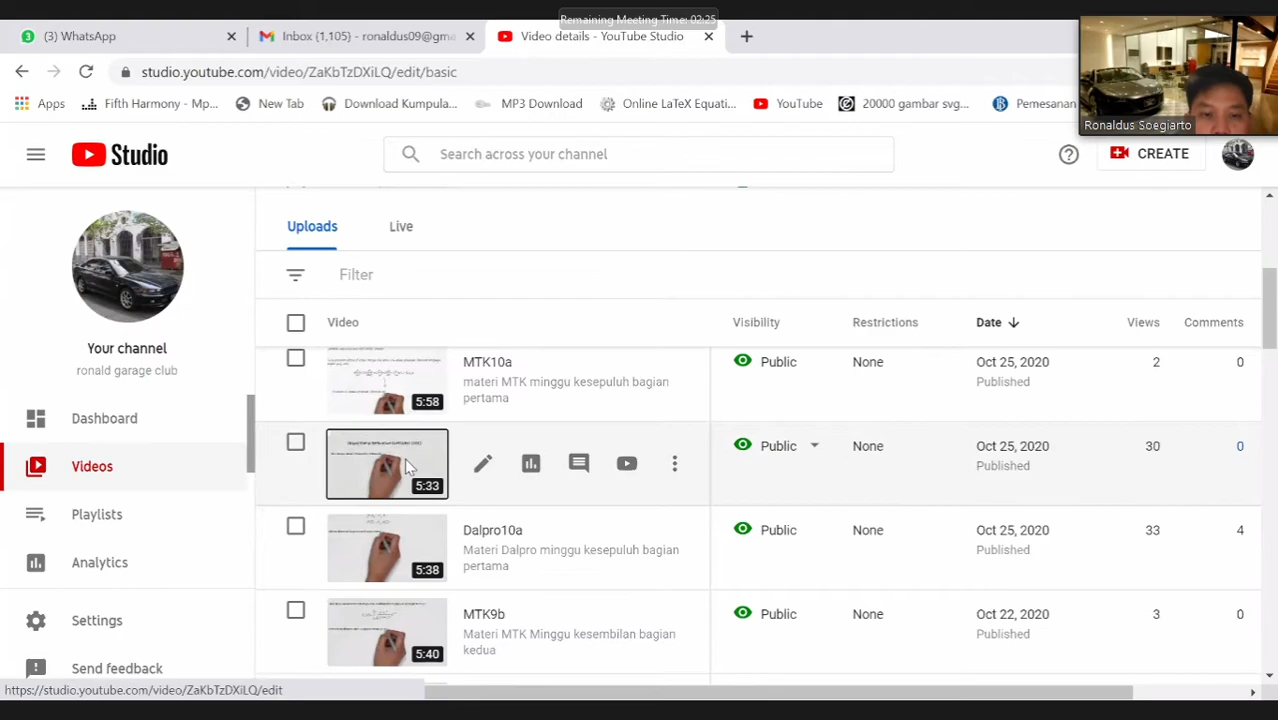 Remaining Meeting Time: 02:25
(3) WhatsApp
Inbox (1,105) - ronaldus09@gm
Video details - YouTube Studio
studio.youtube.com/video/ZaKbTzDXiLQ/edit/basic
Apps
Fifth Harmony - Mp...
New Tab
Download Kumpula...
MP3 Download
Online LaTeX Equati...
YouTube
20000 gambar svg...
Pemesanan
Ronaldus Soegiarto
Studio
Search across your channel
CREATE
Your channel
ronald garage club
Dashboard
Videos
Playlists
Analytics
Settings
Send feedback
Uploads
Live
Filter
Video
Visibility
Restrictions
Date
Views
Comments
5:58
MTK10a
materi MTK minggu kesepuluh bagian
pertama
Public
None
Oct 25, 2020
Published
2
0
5:33
Public
None
Oct 25, 2020
Published
30
0
5:38
Dalpro10a
Materi Dalpro minggu kesepuluh bagian
pertama
Public
None
Oct 25, 2020
Published
33
4
5:40
MTK9b
Materi MTK Minggu kesembilan bagian
kedua
Public
None
Oct 22, 2020
Published
3
0
https://studio.youtube.com/video/ZaKbTzDXiLQ/edit